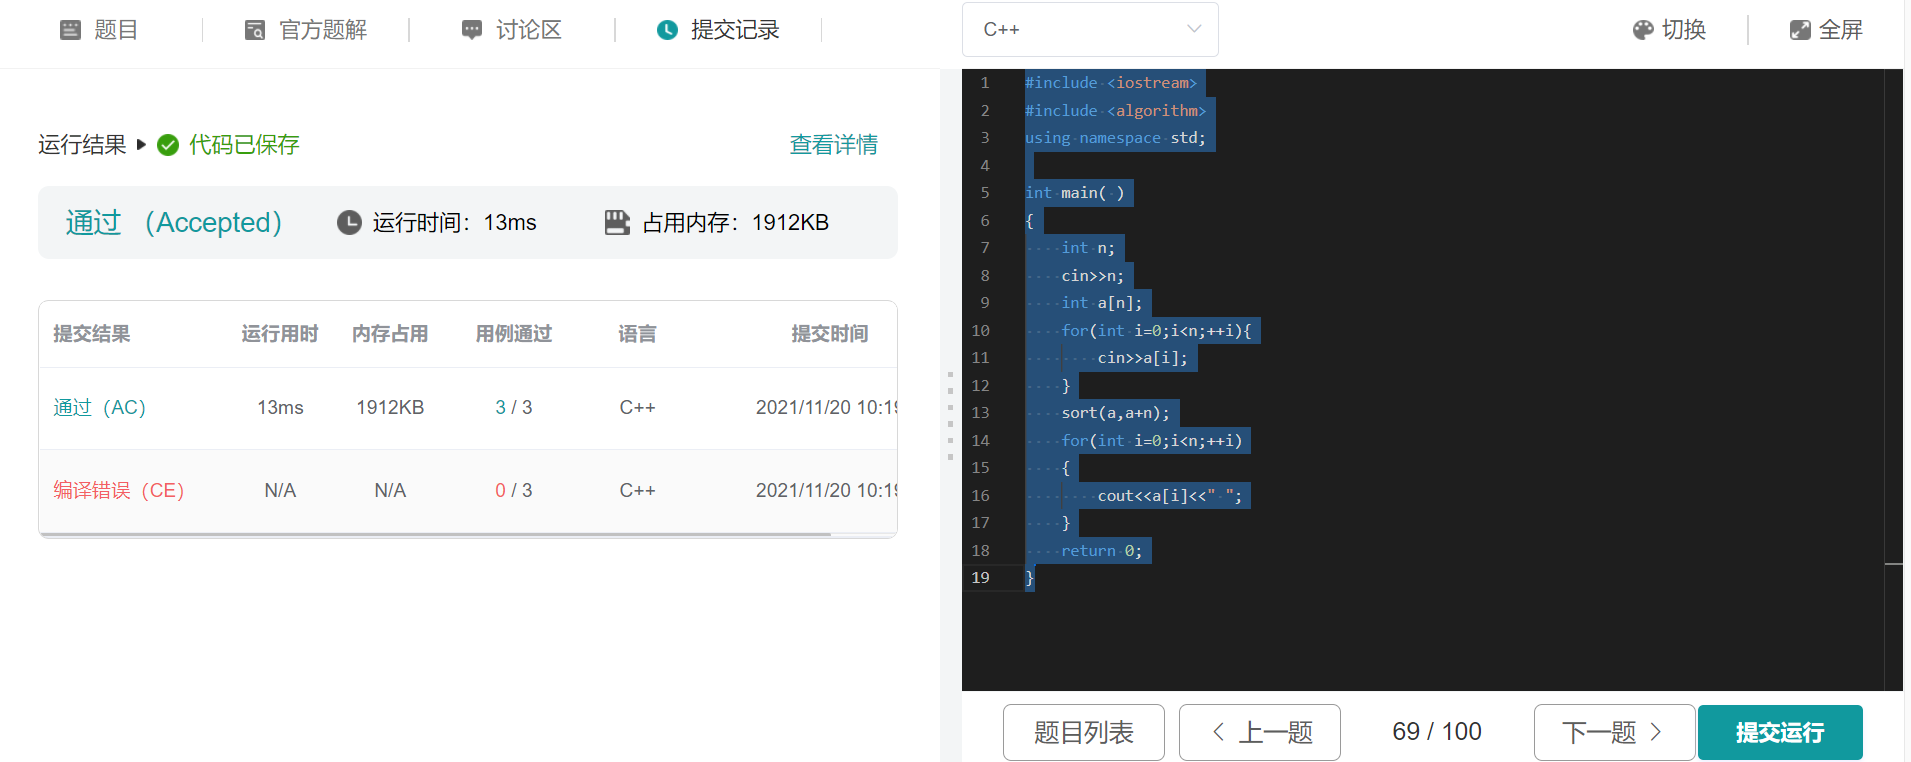 题目 官方题解 讨论区 提交记录 C++ 切换 全屏
运行结果 代码已保存 查看详情
通过 （Accepted） 运行时间：13ms 占用内存：1912KB
提交结果 运行用时 内存占用 用例通过 语言 提交时间
通过（AC） 13ms 1912KB 3 / 3 C++ 2021/11/20 10:19
编译错误（CE） N/A N/A 0 / 3 C++ 2021/11/20 10:19
1 #include <iostream>
2 #include <algorithm>
3 using namespace std;
4
5 int main( )
6 {
7     int n;
8     cin>>n;
9     int a[n];
10     for(int i=0;i<n;++i){
11         cin>>a[i];
12     }
13     sort(a,a+n);
14     for(int i=0;i<n;++i)
15     {
16         cout<<a[i]<<" ";
17     }
18     return 0;
19 }
题目列表 上一题 69 / 100 下一题 提交运行